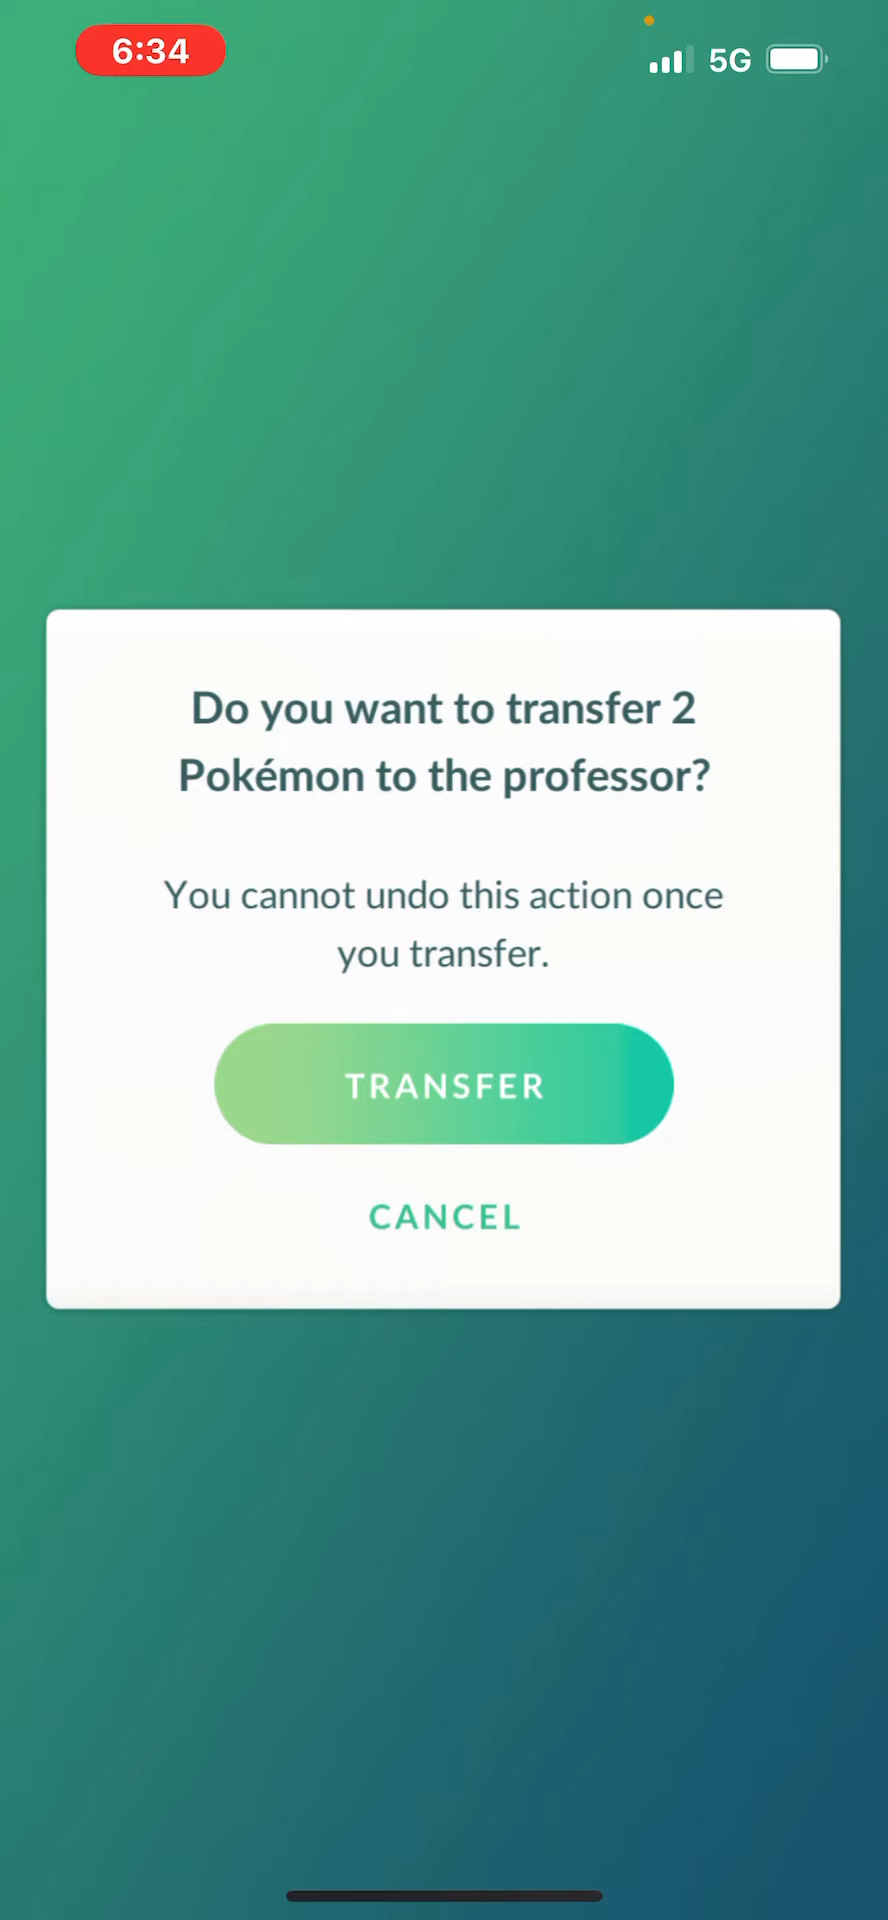 6:34
5G
Do you want to transfer 2
Pokémon to the professor?
You cannot undo this action once
you transfer.
TRANSFER
CANCEL